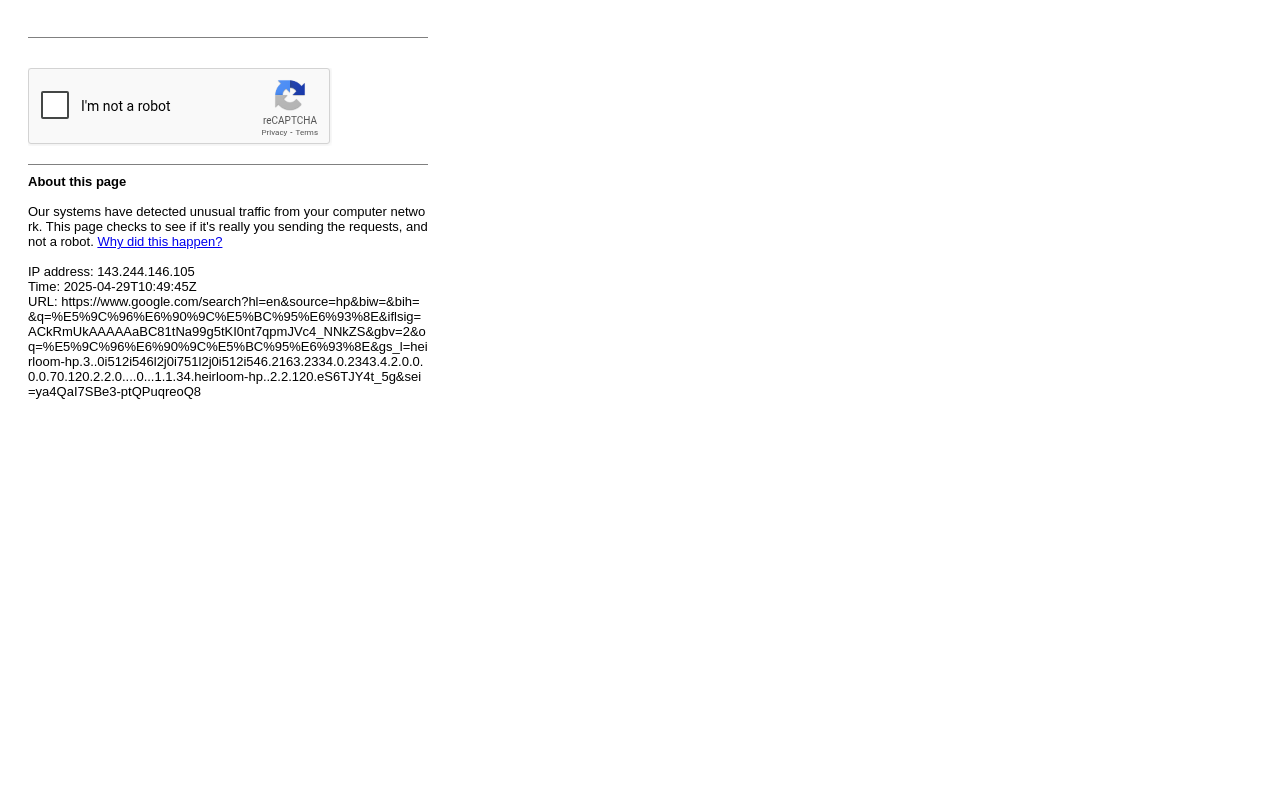 I'm not a robot
reCAPTCHA
Privacy - Terms
About this page
Our systems have detected unusual traffic from your computer netwo
rk. This page checks to see if it's really you sending the requests, and
not a robot. Why did this happen?
IP address: 143.244.146.105
Time: 2025-04-29T10:49:45Z
URL: https://www.google.com/search?hl=en&source=hp&biw=&bih=
&q=%E5%9C%96%E6%90%9C%E5%BC%95%E6%93%8E&iflsig=
ACkRmUkAAAAAaBC81tNa99g5tKI0nt7qpmJVc4_NNkZS&gbv=2&o
q=%E5%9C%96%E6%90%9C%E5%BC%95%E6%93%8E&gs_l=hei
rloom-hp.3..0i512i546l2j0i751l2j0i512i546.2163.2334.0.2343.4.2.0.0.
0.0.70.120.2.2.0....0...1.1.34.heirloom-hp..2.2.120.eS6TJY4t_5g&sei
=ya4QaI7SBe3-ptQPuqreoQ8